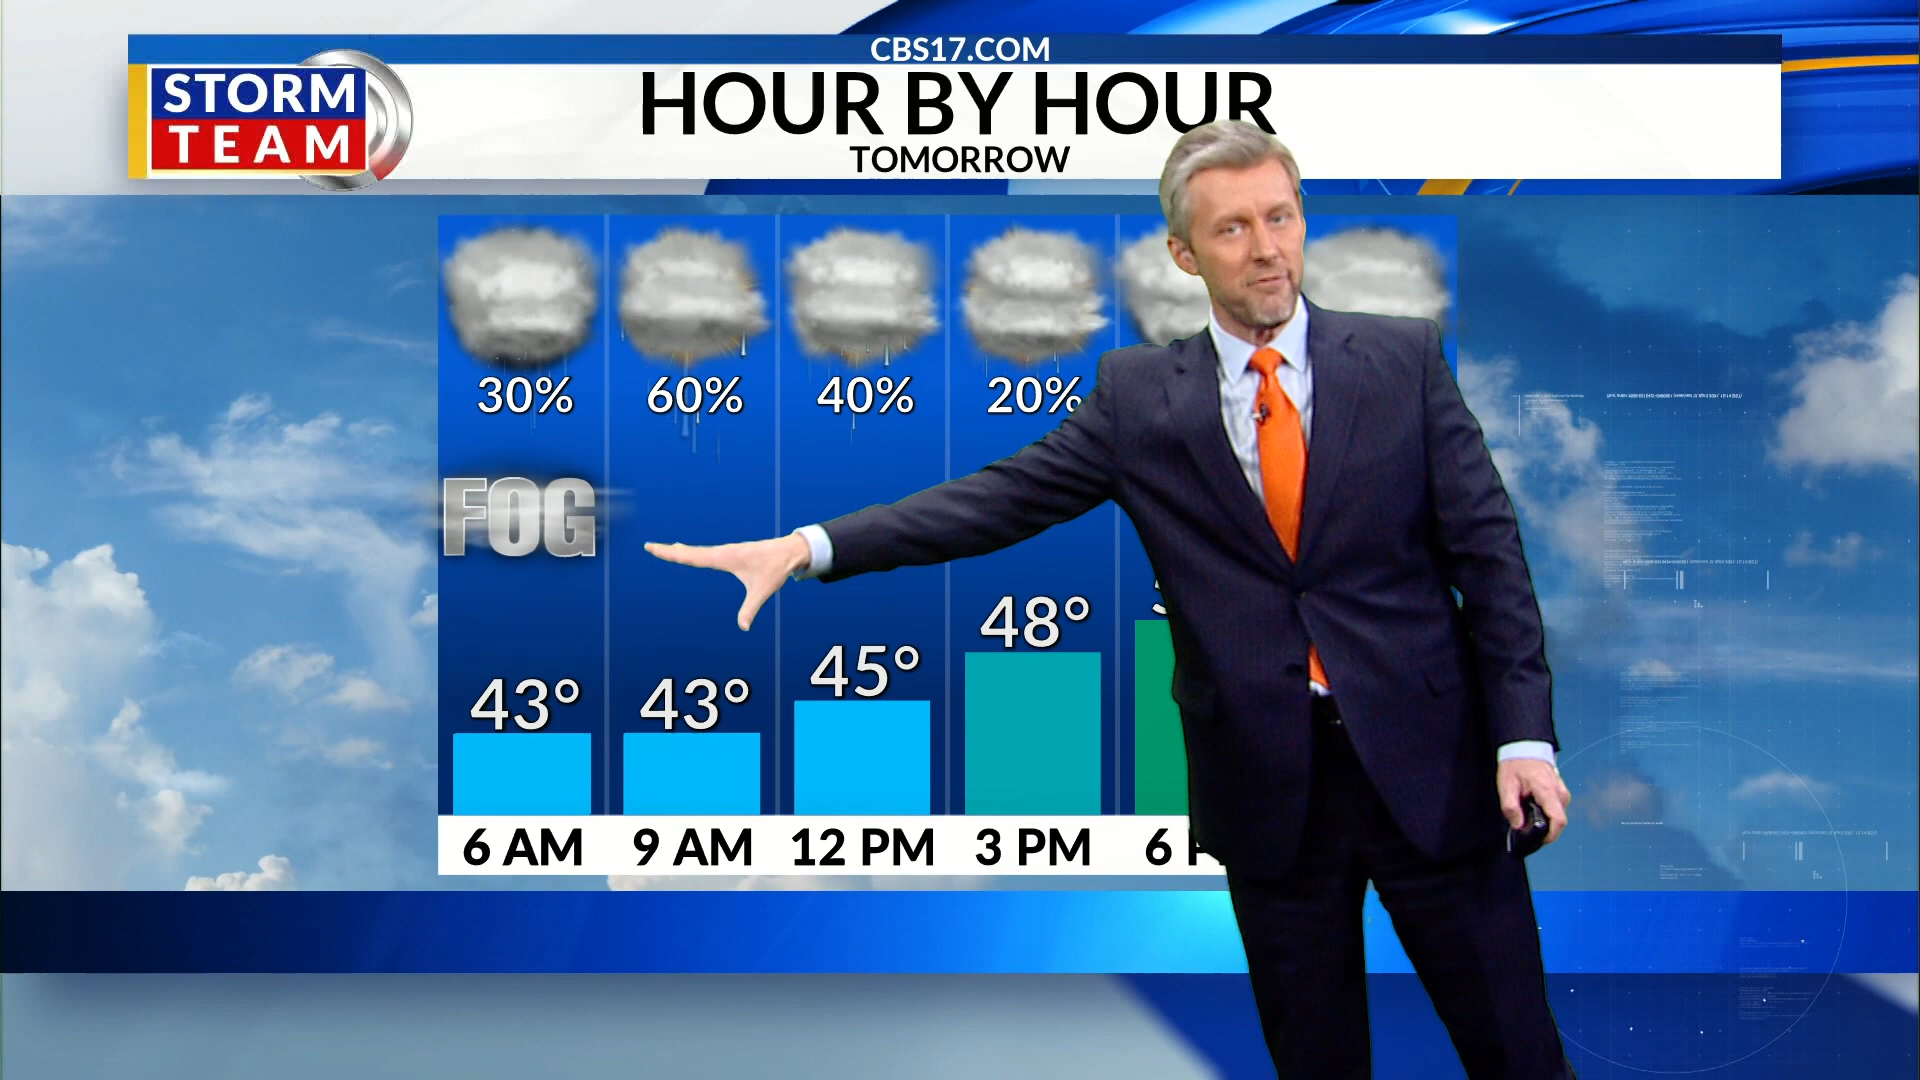 CBS17.COM
STORM
TEAM
HOUR BY HOUR
TOMORROW
30% 60% 40% 20%
FOG
43° 43° 45° 48°
6 AM 9 AM 12 PM 3 PM 6